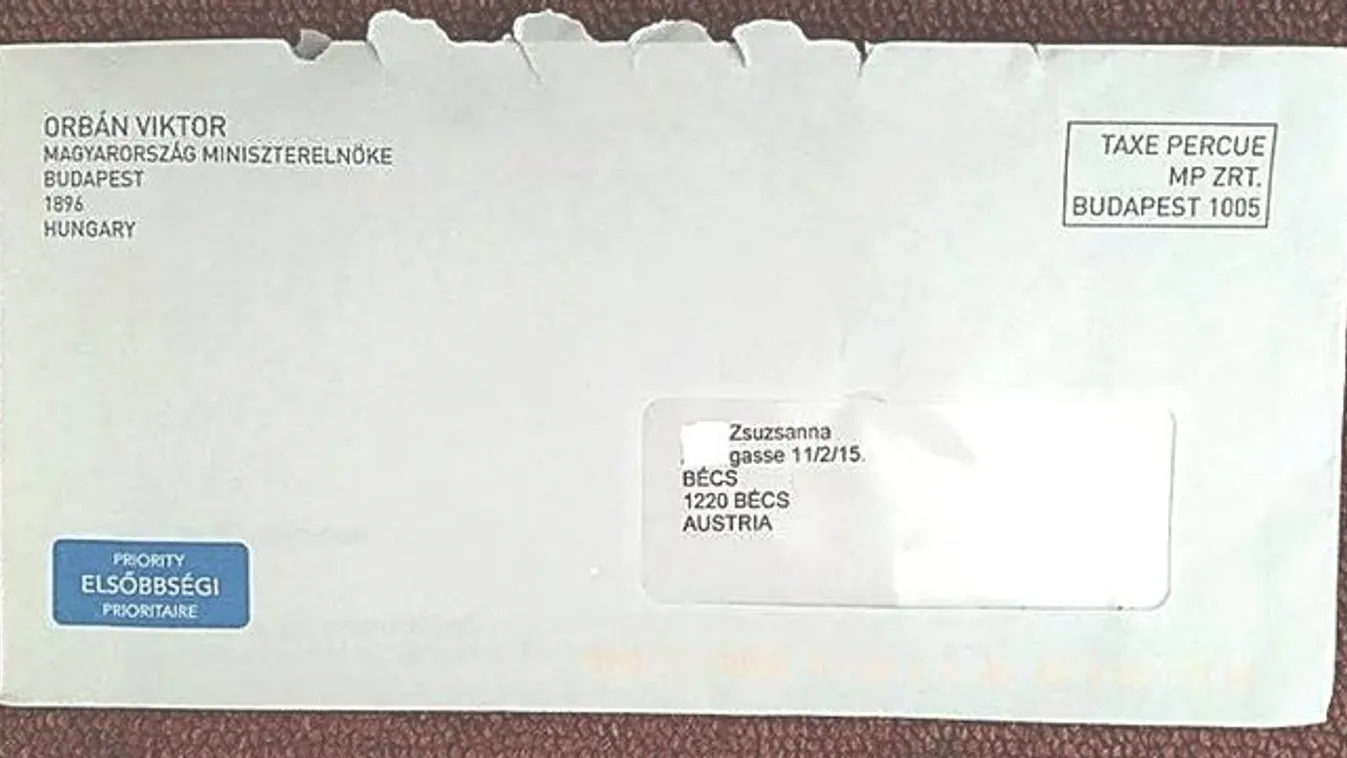 ORBÁN VIKTOR
MAGYARORSZÁG MINISZTERELNÖKE
BUDAPEST
1896
HUNGARY
TAXE PERCUE
MP ZRT.
BUDAPEST 1005
Zsuzsanna
gasse 11/2/15.
BÉCS
1220 BÉCS
AUSTRIA
PRIORITY
ELSŐBBSÉGI
PRIORITAIRE